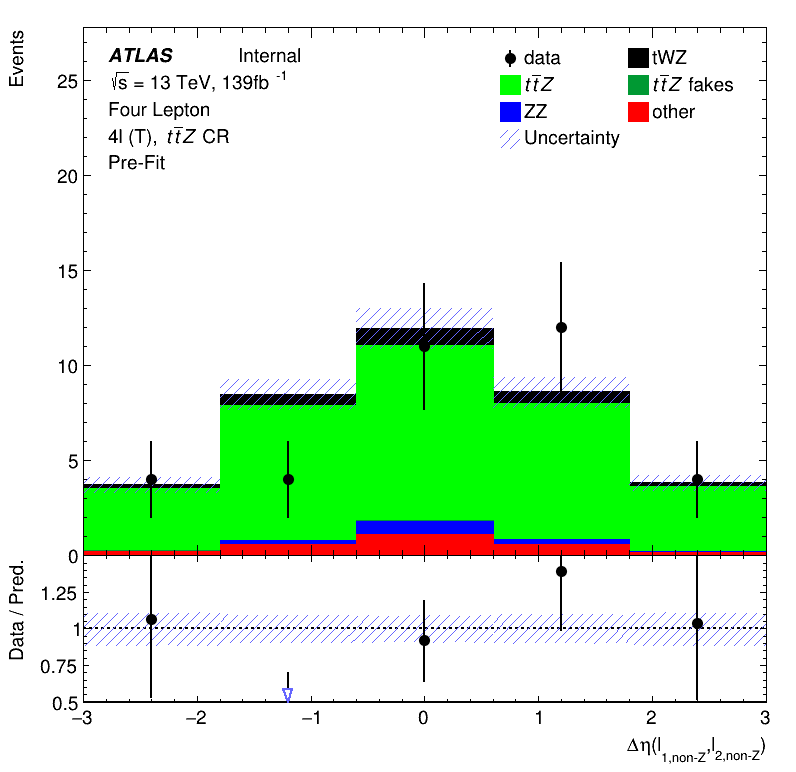 Events
ATLAS Internal
√s = 13 TeV, 139fb -1
Four Lepton
4l (T), tt̅Z CR
Pre-Fit
data
tt̅Z
ZZ
Uncertainty
tWZ
tt̅Z fakes
other
25
20
15
10
5
0
Data / Pred.
1.25
1
0.75
0.5
−3 −2 −1 0 1 2 3
Δη(l1,non-Z,l2,non-Z)